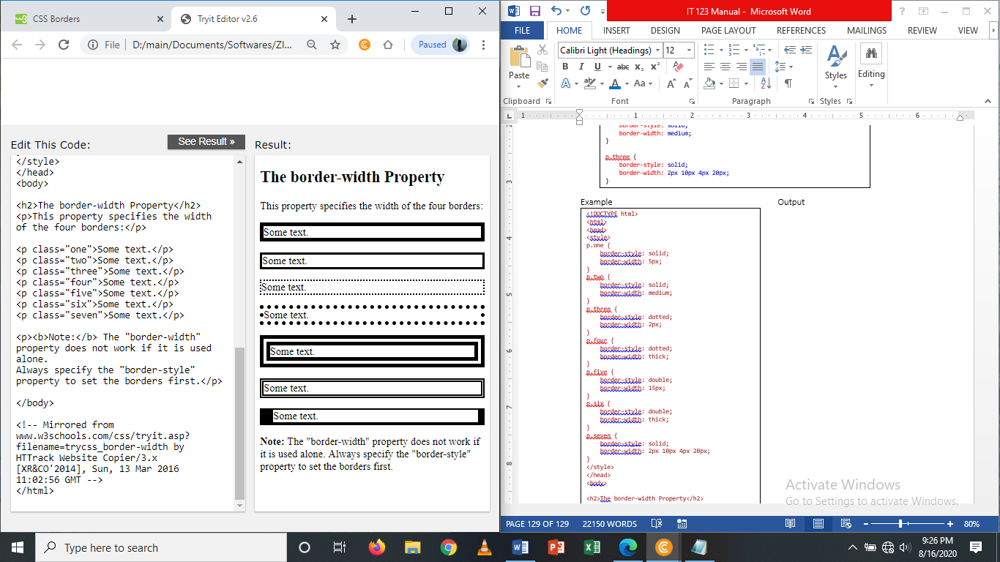 CSS Borders
Tryit Editor v2.6
File
D:/main/Documents/Softwares/ZI...
Paused
Edit This Code:
See Result »
Result:
</style>
</head>
<body>
<h2>The border-width Property</h2>
<p>This property specifies the width
of the four borders:</p>
<p class="one">Some text.</p>
<p class="two">Some text.</p>
<p class="three">Some text.</p>
<p class="four">Some text.</p>
<p class="five">Some text.</p>
<p class="six">Some text.</p>
<p class="seven">Some text.</p>
<p><b>Note:</b> The "border-width"
property does not work if it is used
alone.
Always specify the "border-style"
property to set the borders first.</p>
</body>
<!-- Mirrored from
www.w3schools.com/css/tryit.asp?
filename=trycss_border-width by
HTTrack Website Copier/3.x
[XR&CO'2014], Sun, 13 Mar 2016
11:02:56 GMT -->
</html>
The border-width Property
This property specifies the width of the four borders:
Some text.
Some text.
Some text.
Some text.
Some text.
Some text.
Some text.
Note: The "border-width" property does not work if
it is used alone. Always specify the "border-style"
property to set the borders first.
IT 123 Manual - Microsoft Word
FILE HOME INSERT DESIGN PAGE LAYOUT REFERENCES MAILINGS REVIEW VIEW
Calibri Light (Headings) 12
Paste
Styles
Editing
Clipboard Font Paragraph Styles
1 1 2 3 4 5 6
border-style: solid;
border-width: medium;
}
p.three {
border-style: solid;
border-width: 2px 10px 4px 20px;
}
Example
Output
<!DOCTYPE html>
<html>
<head>
<style>
p.one {
border-style: solid;
border-width: 5px;
}
p.two {
border-style: solid;
border-width: medium;
}
p.three {
border-style: dotted;
border-width: 2px;
}
p.four {
border-style: dotted;
border-width: thick;
}
p.five {
border-style: double;
border-width: 15px;
}
p.six {
border-style: double;
border-width: thick;
}
p.seven {
border-style: solid;
border-width: 2px 10px 4px 20px;
}
</style>
</head>
<body>
<h2>The border-width Property</h2>
Activate Windows
Go to Settings to activate Windows.
PAGE 129 OF 129 22150 WORDS 80%
Type here to search
9:26 PM
8/16/2020